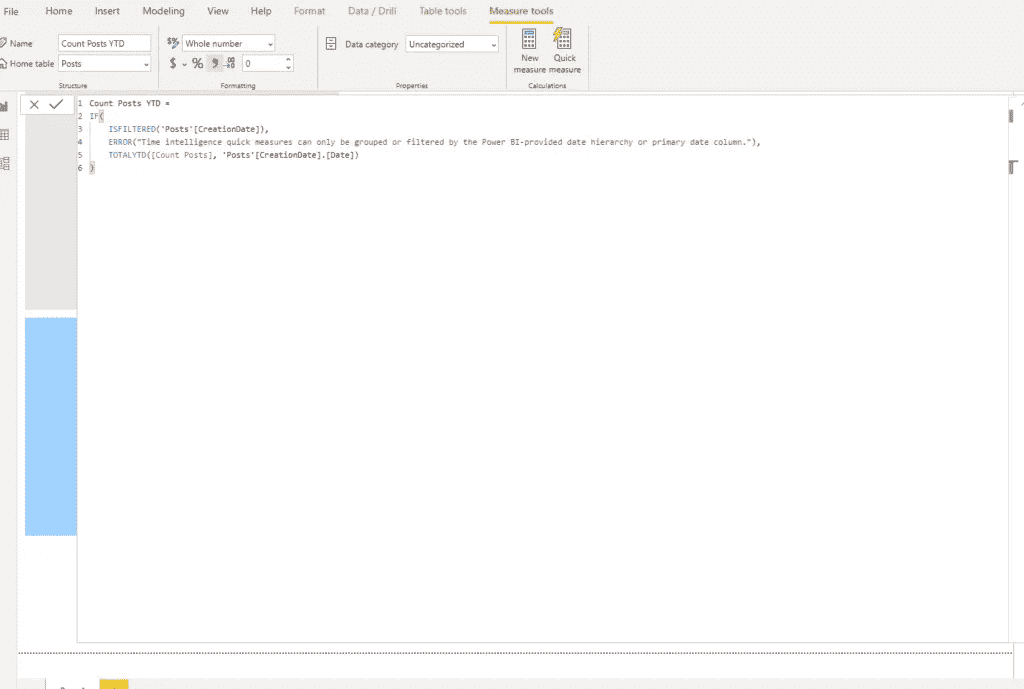 File Home Insert Modeling View Help Format Data / Drill Table tools Measure tools
Name Count Posts YTD
Home table Posts
Structure
Whole number
$ % 9 .00 0
Formatting
Data category Uncategorized
Properties
New measure
Quick measure
Calculations
1 Count Posts YTD =
2 IF(
3 ISFILTERED('Posts'[CreationDate]),
4 ERROR("Time intelligence quick measures can only be grouped or filtered by the Power BI-provided date hierarchy or primary date column."),
5 TOTALYTD([Count Posts], 'Posts'[CreationDate].[Date])
6 )